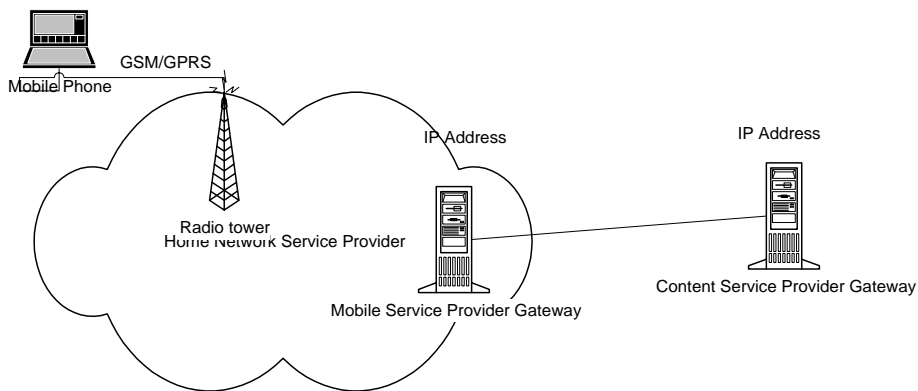 GSM/GPRS
Mobile Phone
IP Address
IP Address
Radio tower
Home Network Service Provider
Content Service Provider Gateway
Mobile Service Provider Gateway